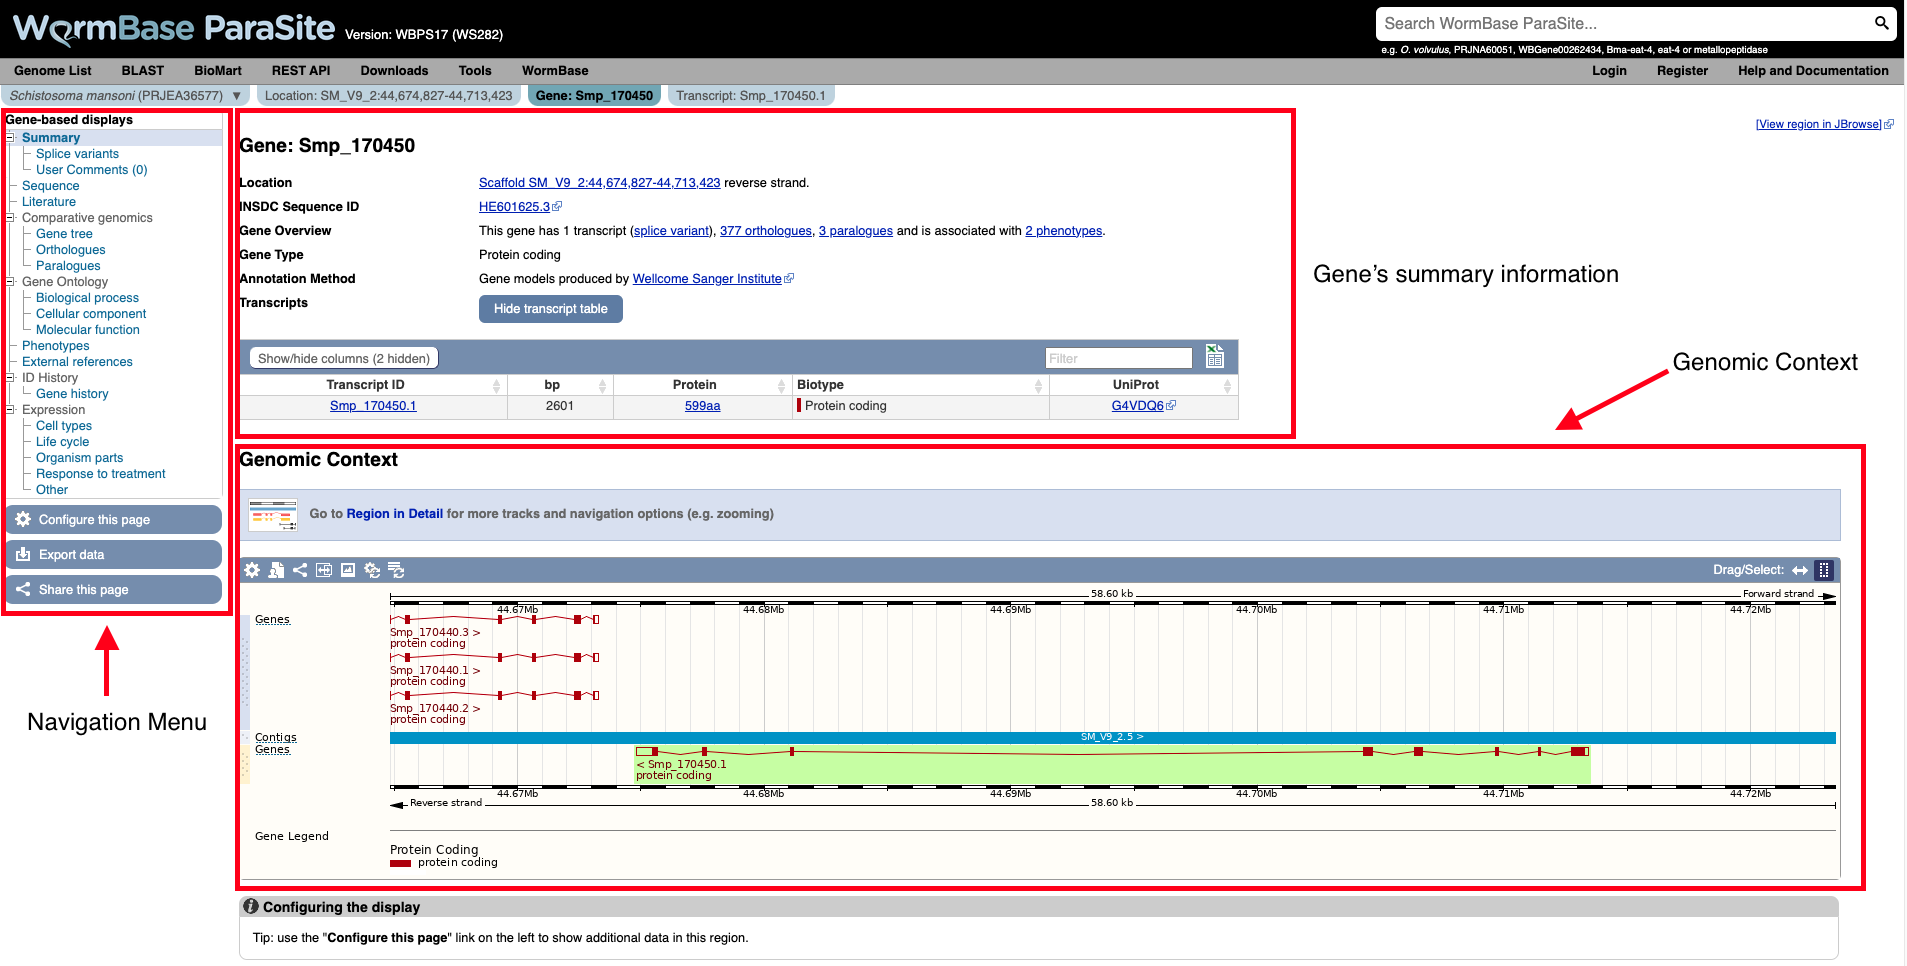 WormBase ParaSite Version: WBPS17 (WS282)
Search WormBase ParaSite...
e.g. O. volvulus, PRJNA60051, WBGene00262434, Bma-eat-4, eat-4 or metallopeptidase
Genome List BLAST BioMart REST API Downloads Tools WormBase Login Register Help and Documentation
Schistosoma mansoni (PRJEA36577) ▼ Location: SM_V9_2:44,674,827-44,713,423 Gene: Smp_170450 Transcript: Smp_170450.1
Gene-based displays
Summary
Splice variants
User Comments (0)
Sequence
Literature
Comparative genomics
Gene tree
Orthologues
Paralogues
Gene Ontology
Biological process
Cellular component
Molecular function
Phenotypes
External references
ID History
Gene history
Expression
Cell types
Life cycle
Organism parts
Response to treatment
Other
Configure this page
Export data
Share this page
Navigation Menu
[View region in JBrowse]
Gene: Smp_170450
Location Scaffold SM_V9_2:44,674,827-44,713,423 reverse strand.
INSDC Sequence ID HE601625.3
Gene Overview This gene has 1 transcript (splice variant), 377 orthologues, 3 paralogues and is associated with 2 phenotypes.
Gene Type Protein coding
Annotation Method Gene models produced by Wellcome Sanger Institute
Transcripts Hide transcript table
Show/hide columns (2 hidden) Filter
Transcript ID bp Protein Biotype UniProt
Smp_170450.1 2601 599aa Protein coding G4VDQ6
Gene's summary information
Genomic Context
Genomic Context
Go to Region in Detail for more tracks and navigation options (e.g. zooming)
Drag/Select:
58.60 kb Forward strand
44.67Mb 44.68Mb 44.69Mb 44.70Mb 44.71Mb 44.72Mb
Genes
Smp_170440.3 >
protein coding
Smp_170440.1 >
protein coding
Smp_170440.2 >
protein coding
Contigs SM_V9_2.5 >
Genes
< Smp_170450.1
protein coding
44.67Mb 44.68Mb 44.69Mb 44.70Mb 44.71Mb 44.72Mb
Reverse strand 58.60 kb
Gene Legend
Protein Coding
protein coding
Configuring the display
Tip: use the "Configure this page" link on the left to show additional data in this region.